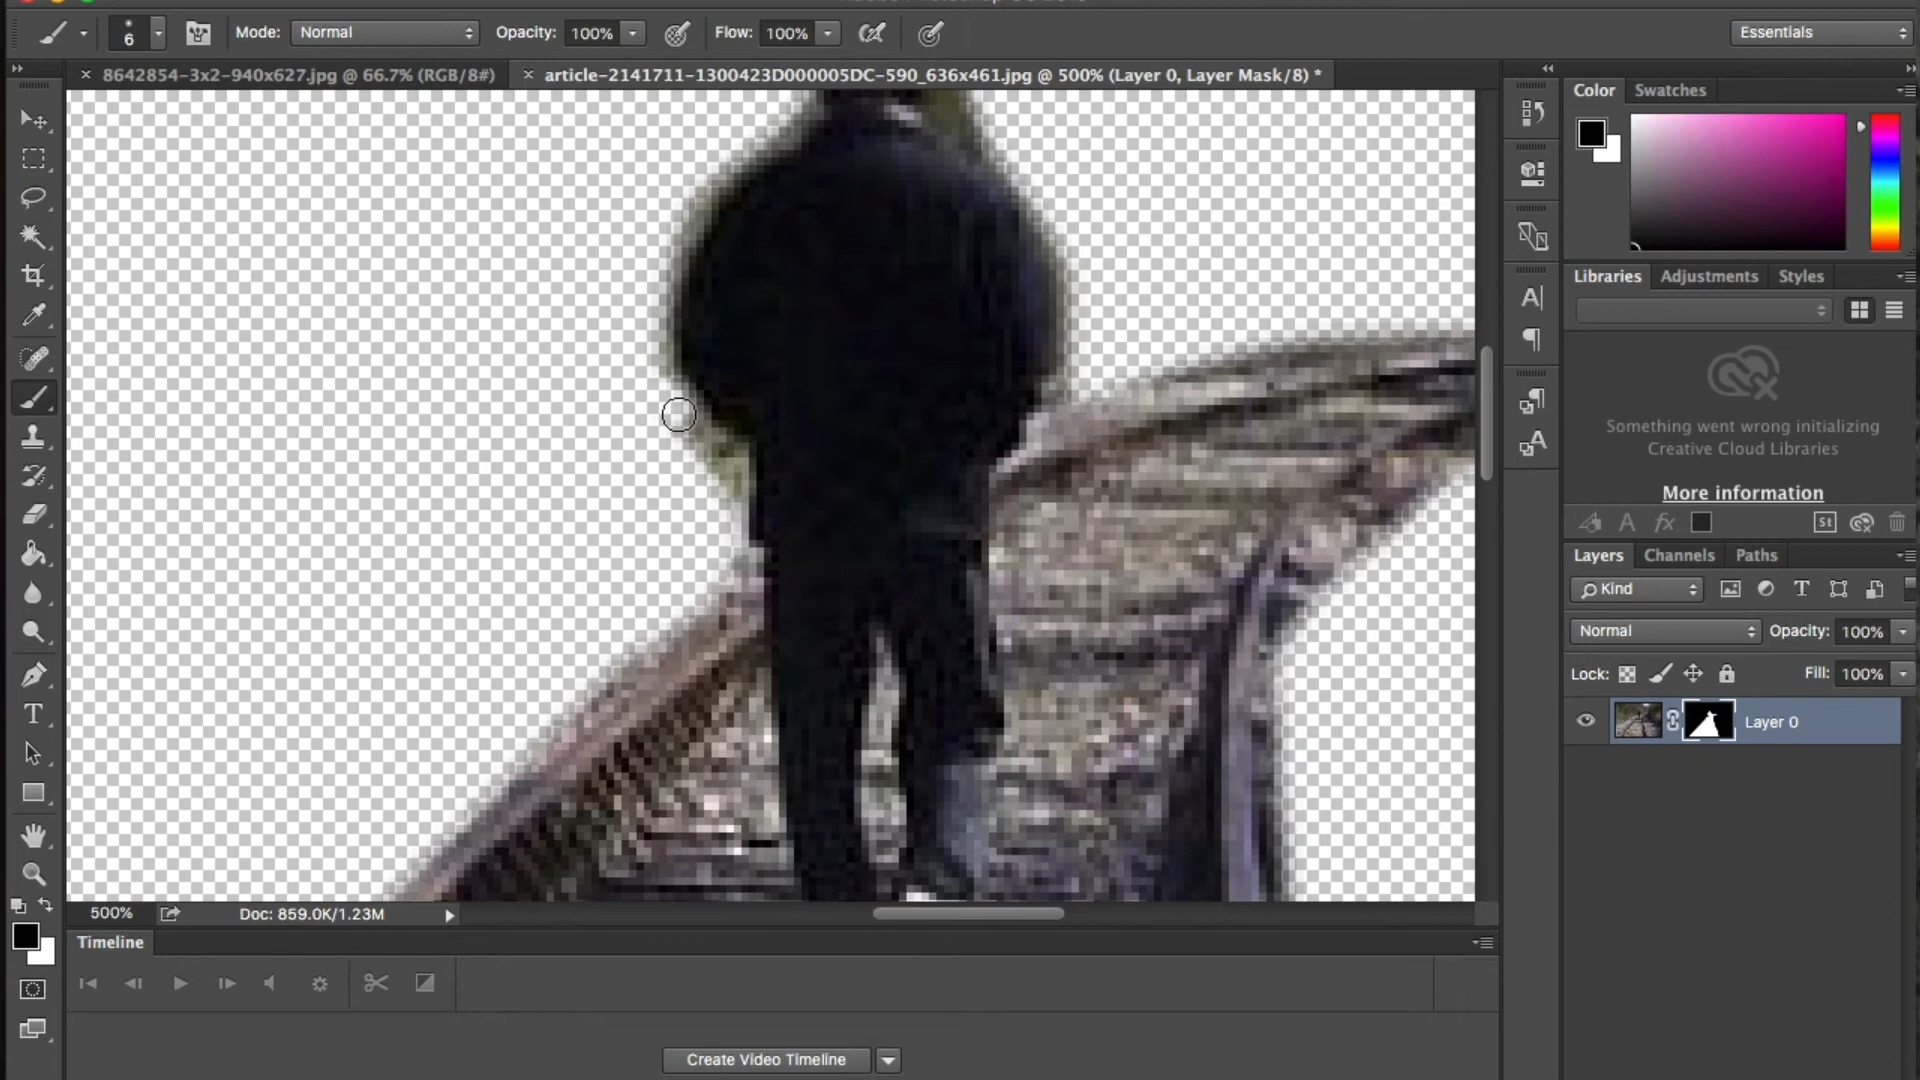 6
Mode: Normal Opacity: 100% Flow: 100% Essentials
× 8642854-3x2-940x627.jpg @ 66.7% (RGB/8#) × article-2141711-1300423D000005DC-590_636x461.jpg @ 500% (Layer 0, Layer Mask/8) *
Color Swatches
Libraries Adjustments Styles
Something went wrong initializing
Creative Cloud Libraries
More information
St
Layers Channels Paths
Kind
Normal Opacity: 100%
Lock: Fill: 100%
Layer 0
500% Doc: 859.0K/1.23M
Timeline
Create Video Timeline